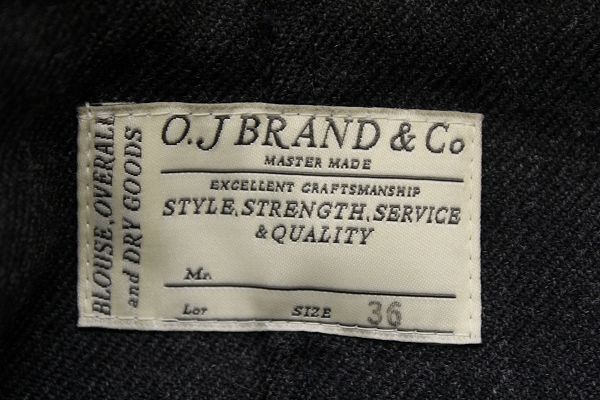 O.J BRAND & Co
MASTER MADE
EXCELLENT CRAFTSMANSHIP
STYLE, STRENGTH, SERVICE
& QUALITY
Mr.
Lot SIZE 36
BLOUSE, OVERALL
and DRY GOODS